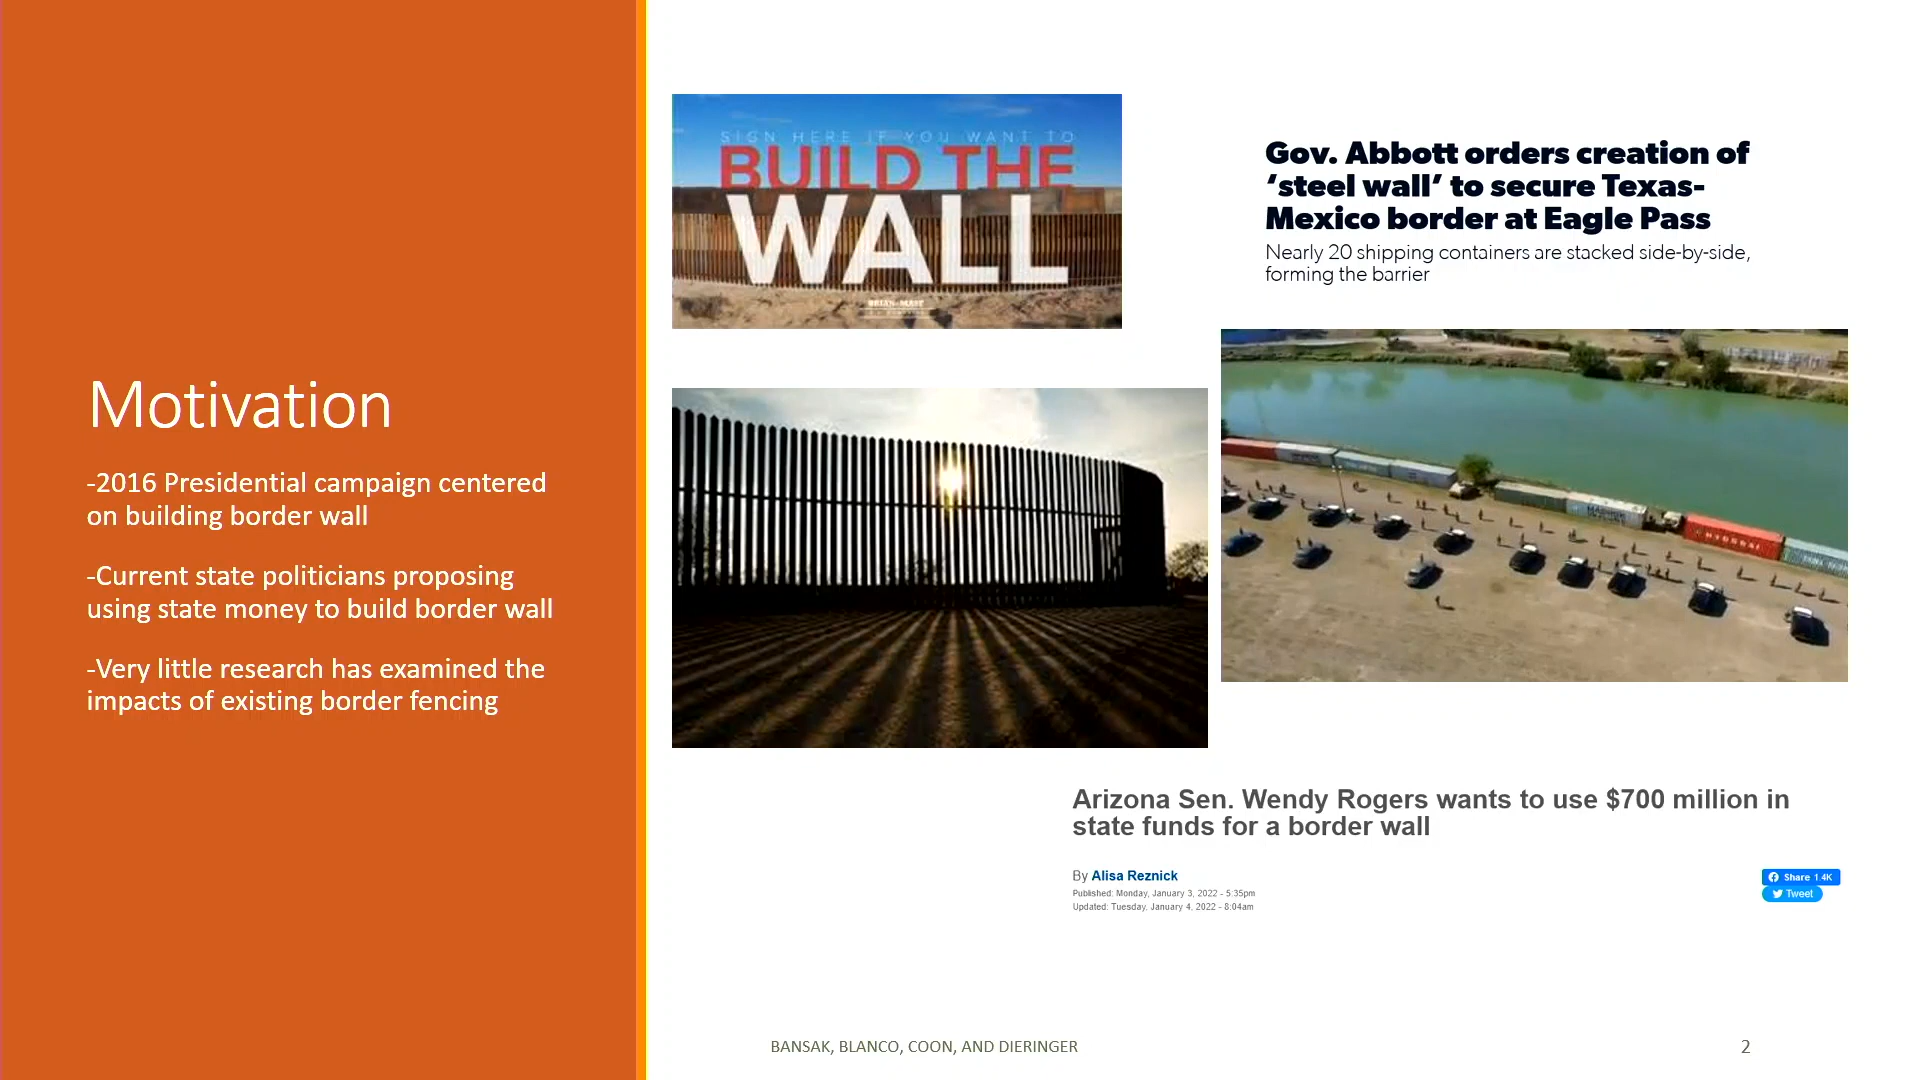 Motivation
-2016 Presidential campaign centered
on building border wall
-Current state politicians proposing
using state money to build border wall
-Very little research has examined the
impacts of existing border fencing
SIGN HERE IF YOU WANT TO
BUILD THE
WALL
BRIAN MAST
Gov. Abbott orders creation of
‘steel wall’ to secure Texas-
Mexico border at Eagle Pass
Nearly 20 shipping containers are stacked side-by-side,
forming the barrier
HYUNDAI
Arizona Sen. Wendy Rogers wants to use $700 million in
state funds for a border wall
By Alisa Reznick
Published: Monday, January 3, 2022 - 5:35pm
Updated: Tuesday, January 4, 2022 - 8:04am
Share 1.4K
Tweet
BANSAK, BLANCO, COON, AND DIERINGER
2